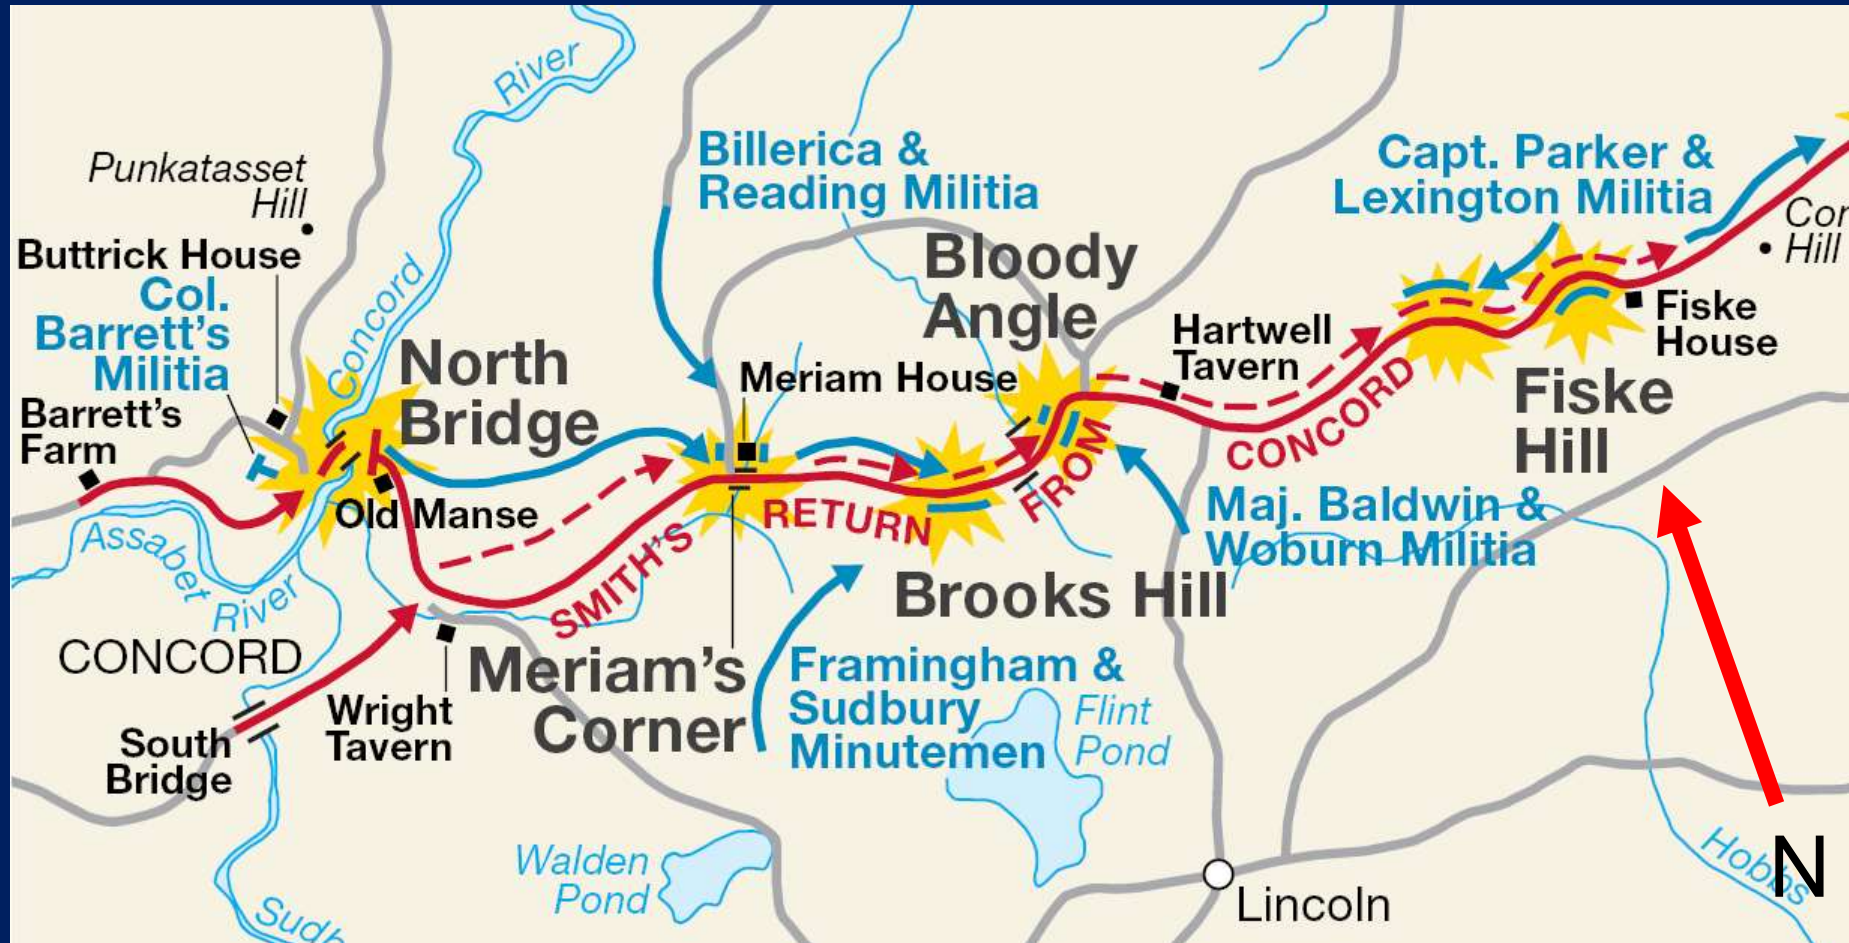 River
Punkatasset
Hill
Buttrick House
Col.
Barrett's
Militia
Barrett's
Farm
Concord
North
Bridge
Old Manse
Assabet
River
CONCORD
South
Bridge
Wright
Tavern
Billerica &
Reading Militia
Meriam House
Meriam's
Corner
SMITH'S
RETURN
FROM
CONCORD
Bloody
Angle
Brooks Hill
Framingham &
Sudbury
Minutemen
Flint
Pond
Walden
Pond
Hartwell
Tavern
Maj. Baldwin &
Woburn Militia
Capt. Parker &
Lexington Militia
Fiske
House
Fiske
Hill
Hill
Lincoln
Hobbs
N